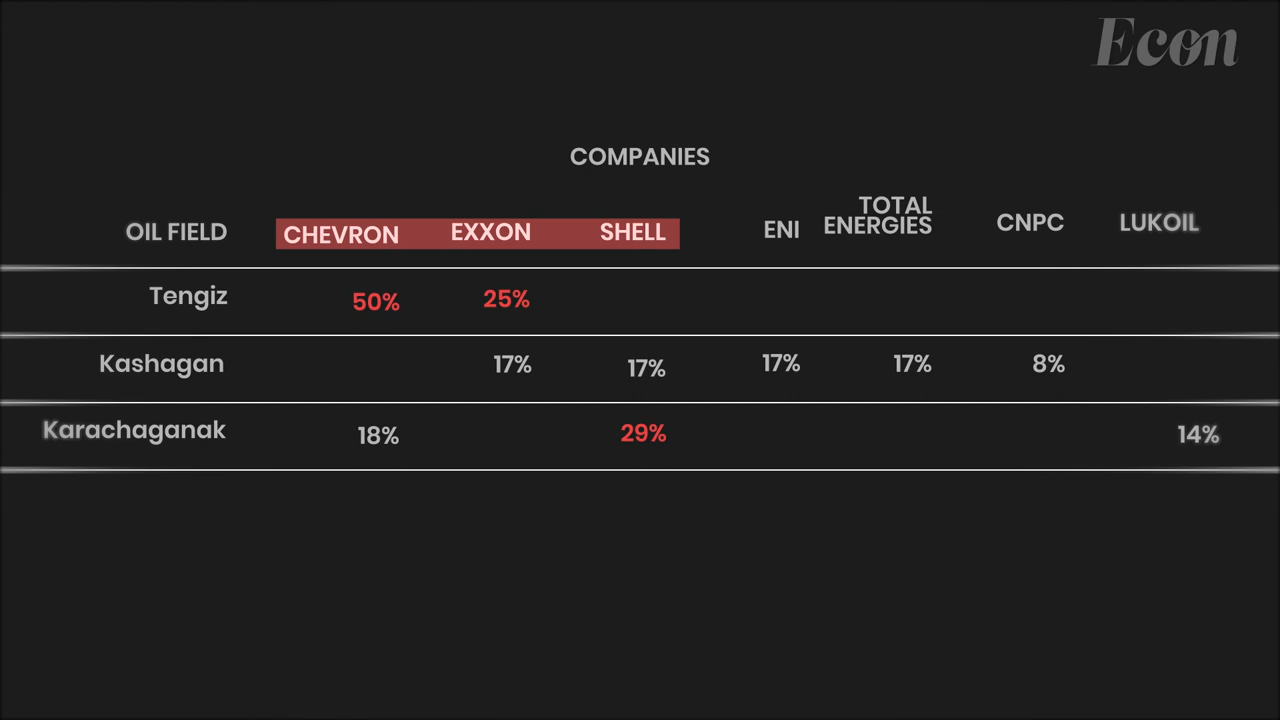 Econ
COMPANIES
OIL FIELD CHEVRON EXXON SHELL ENI TOTAL ENERGIES CNPC LUKOIL
Tengiz 50% 25%
Kashagan 17% 17% 17% 17% 8%
Karachaganak 18% 29% 14%